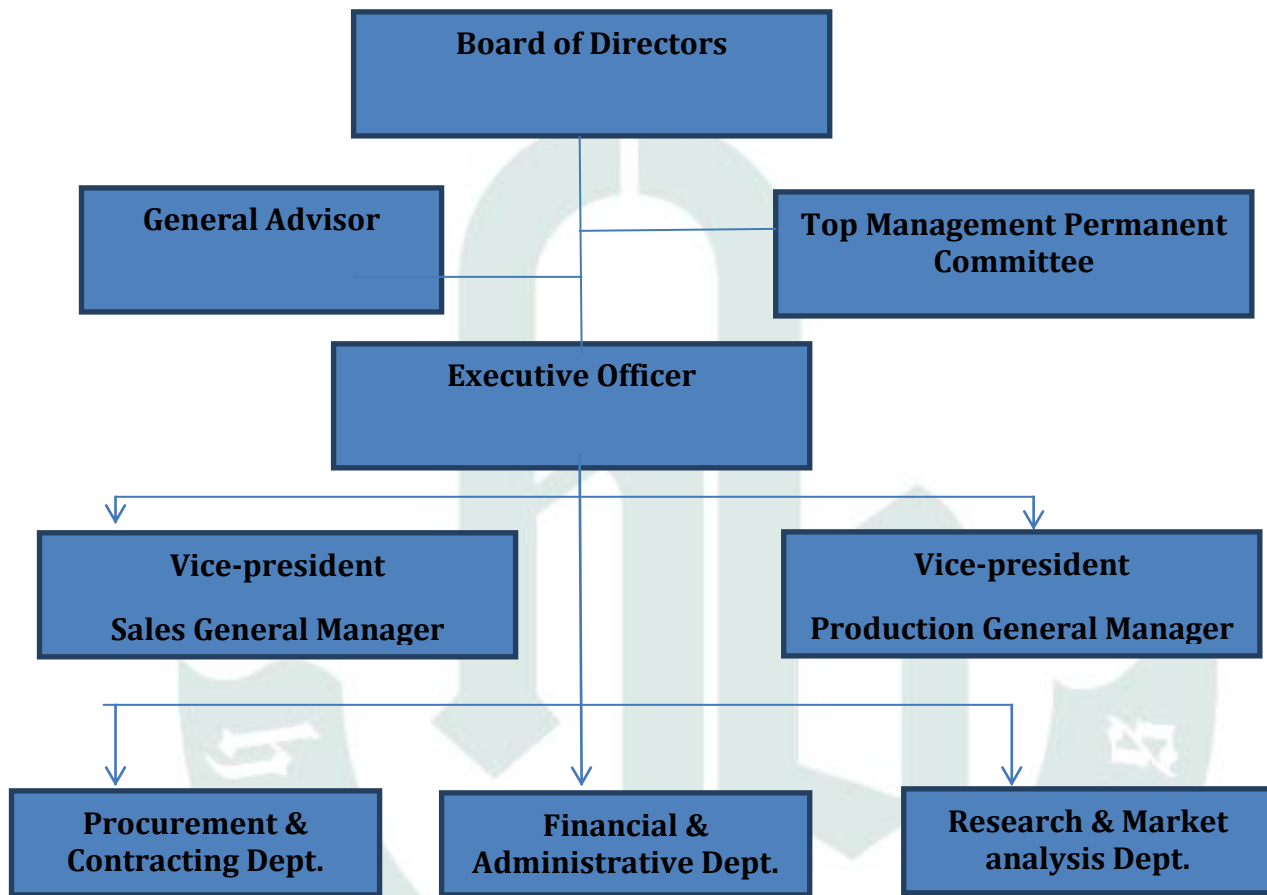 Board of Directors
General Advisor
Top Management Permanent
Committee
Executive Officer
Vice-president
Sales General Manager
Vice-president
Production General Manager
Procurement &
Contracting Dept.
Financial &
Administrative Dept.
Research & Market
analysis Dept.